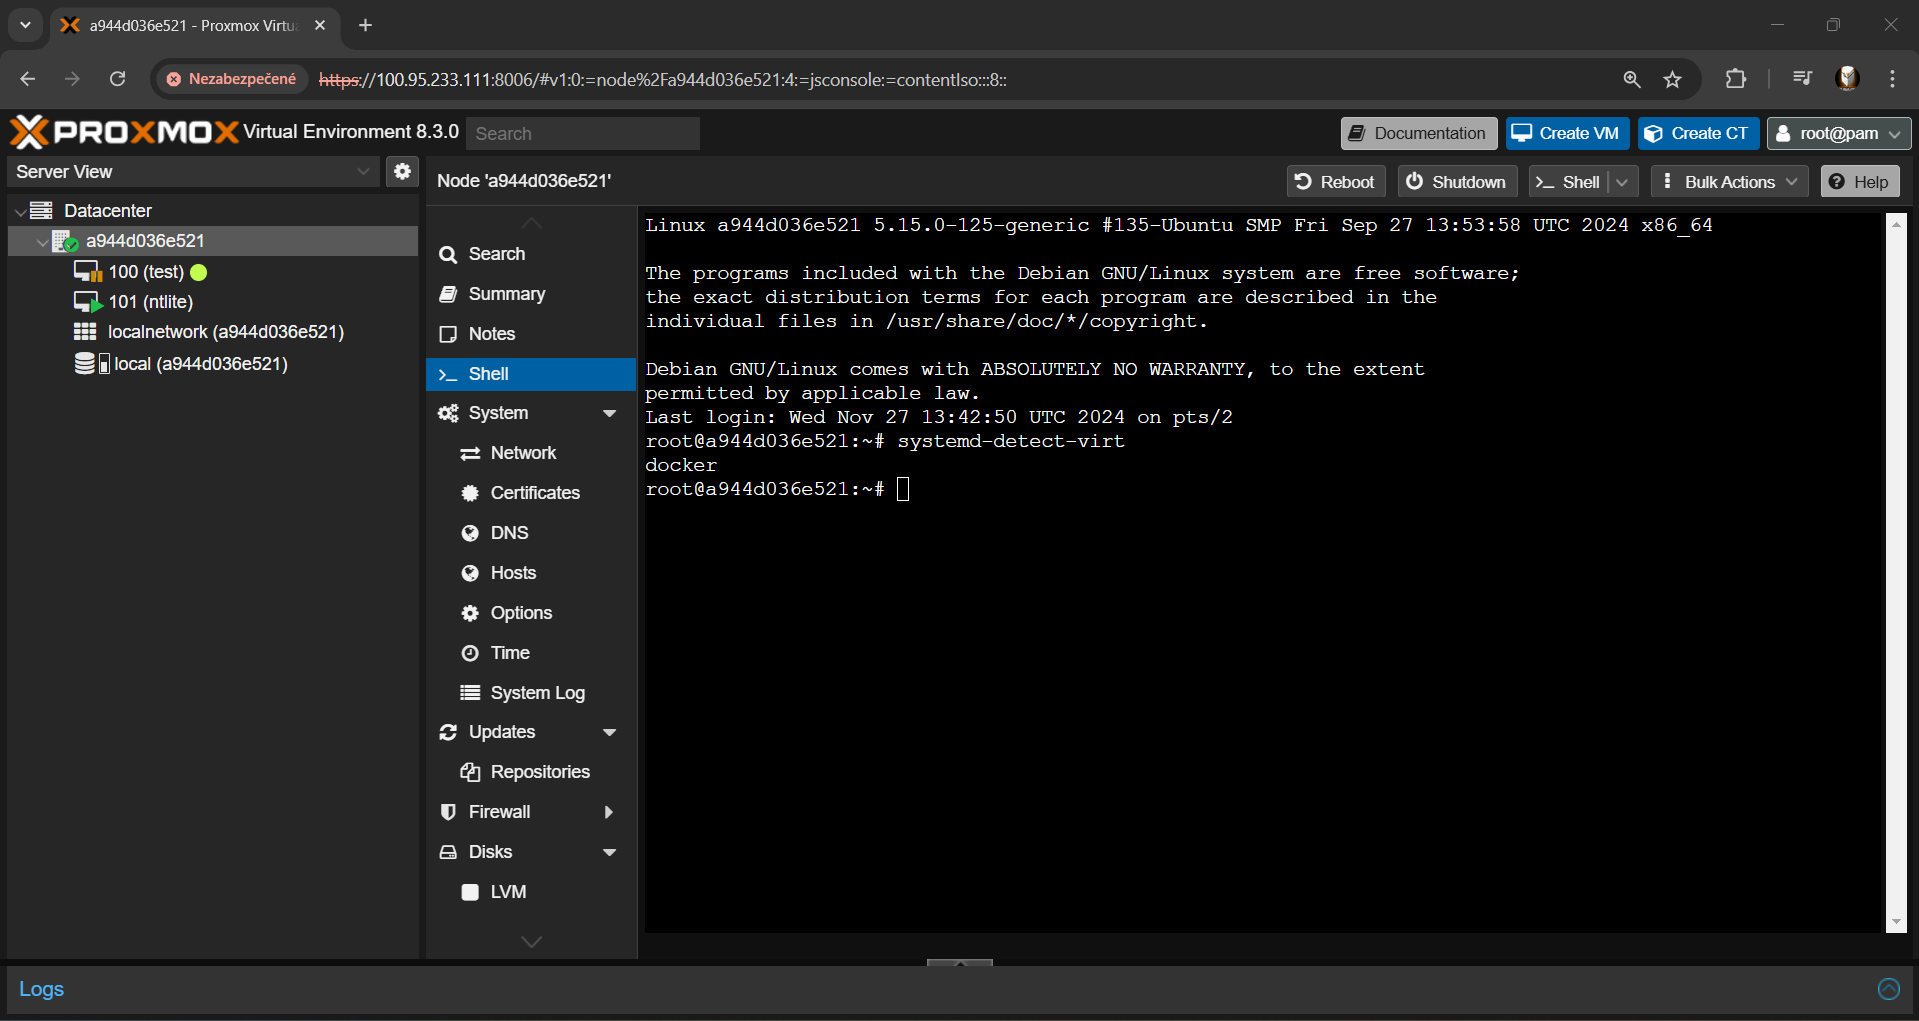 a944d036e521 - Proxmox Virtu
Nezabezpečené https://100.95.233.111:8006/#v1:0:=node%2Fa944d036e521:4:=jsconsole:=contentIso:::8::
PROXMOX Virtual Environment 8.3.0 Search Documentation Create VM Create CT root@pam
Server View
Node 'a944d036e521' Reboot Shutdown Shell Bulk Actions Help
Datacenter
a944d036e521
100 (test)
101 (ntlite)
localnetwork (a944d036e521)
local (a944d036e521)
Search
Summary
Notes
Shell
System
Network
Certificates
DNS
Hosts
Options
Time
System Log
Updates
Repositories
Firewall
Disks
LVM
Linux a944d036e521 5.15.0-125-generic #135-Ubuntu SMP Fri Sep 27 13:53:58 UTC 2024 x86_64
The programs included with the Debian GNU/Linux system are free software;
the exact distribution terms for each program are described in the
individual files in /usr/share/doc/*/copyright.
Debian GNU/Linux comes with ABSOLUTELY NO WARRANTY, to the extent
permitted by applicable law.
Last login: Wed Nov 27 13:42:50 UTC 2024 on pts/2
root@a944d036e521:~# systemd-detect-virt
docker
root@a944d036e521:~#
Logs